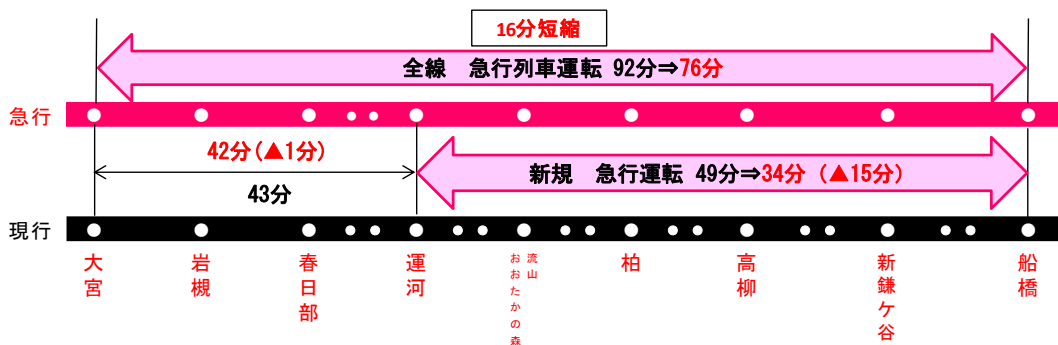 16分短縮
全線 急行列車運転 92分⇒76分
急行
42分(▲1分)
新規 急行運転 49分⇒34分 (▲15分)
43分
現行
大宮
岩槻
春日部
運河
流山
おおたかの森
柏
高柳
新鎌ケ谷
船橋